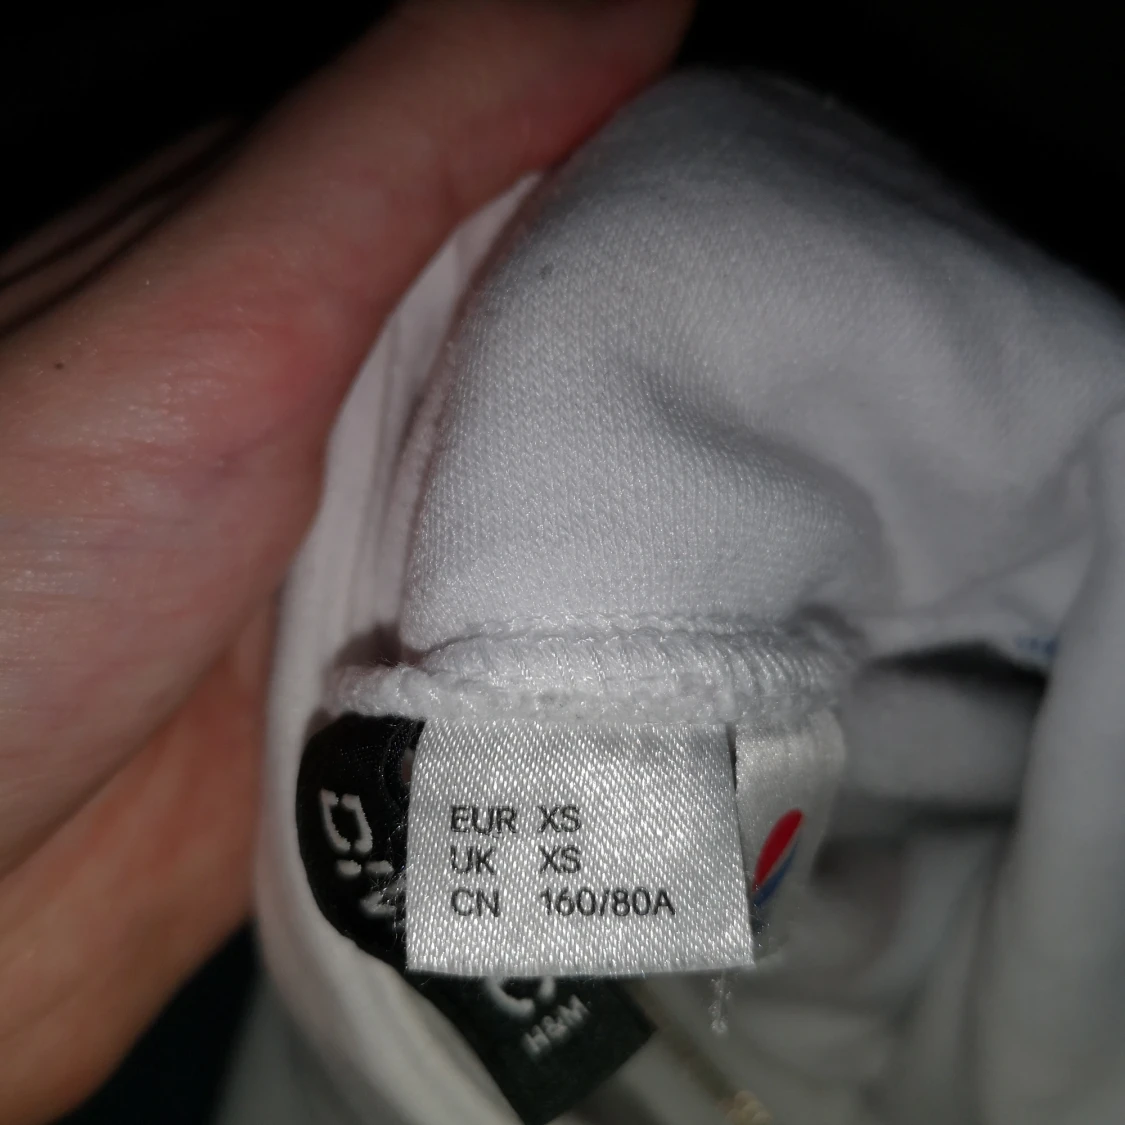 EUR XS
UK XS
CN 160/80A
H&M